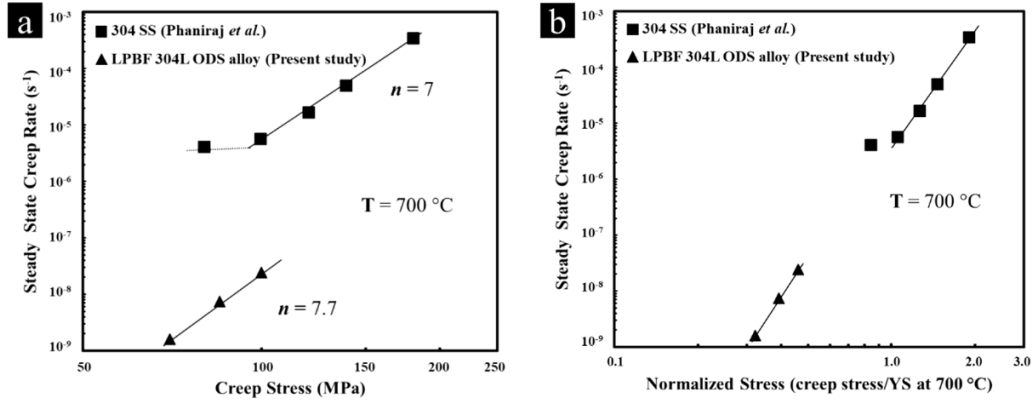 a
304 SS (Phaniraj et al.)
LPBF 304L ODS alloy (Present study)
n = 7
T = 700 °C
n = 7.7
10-3
10-4
10-5
10-6
10-7
10-8
10-9
50
100
150
200
250
Steady State Creep Rate (s-1)
Creep Stress (MPa)
b
304 SS (Phaniraj et al.)
LPBF 304L ODS alloy (Present study)
T = 700 °C
10-3
10-4
10-5
10-6
10-7
10-8
10-9
0.1
1.0
2.0
3.0
Steady State Creep Rate (s-1)
Normalized Stress (creep stress/YS at 700 °C)